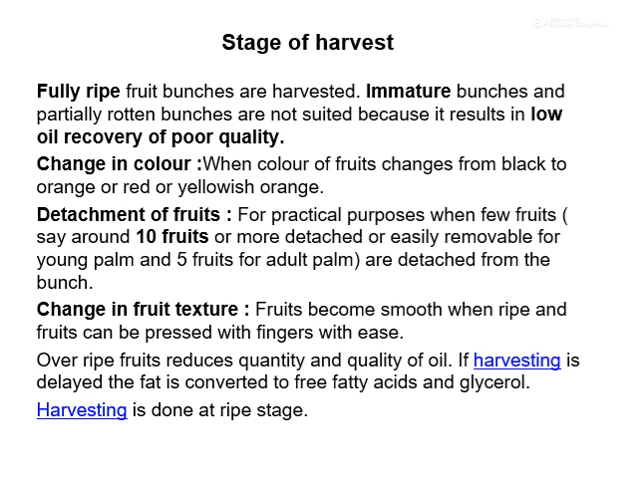 Stage of harvest
Fully ripe fruit bunches are harvested. Immature bunches and
partially rotten bunches are not suited because it results in low
oil recovery of poor quality.
Change in colour :When colour of fruits changes from black to
orange or red or yellowish orange.
Detachment of fruits : For practical purposes when few fruits (
say around 10 fruits or more detached or easily removable for
young palm and 5 fruits for adult palm) are detached from the
bunch.
Change in fruit texture : Fruits become smooth when ripe and
fruits can be pressed with fingers with ease.
Over ripe fruits reduces quantity and quality of oil. If harvesting is
delayed the fat is converted to free fatty acids and glycerol.
Harvesting is done at ripe stage.